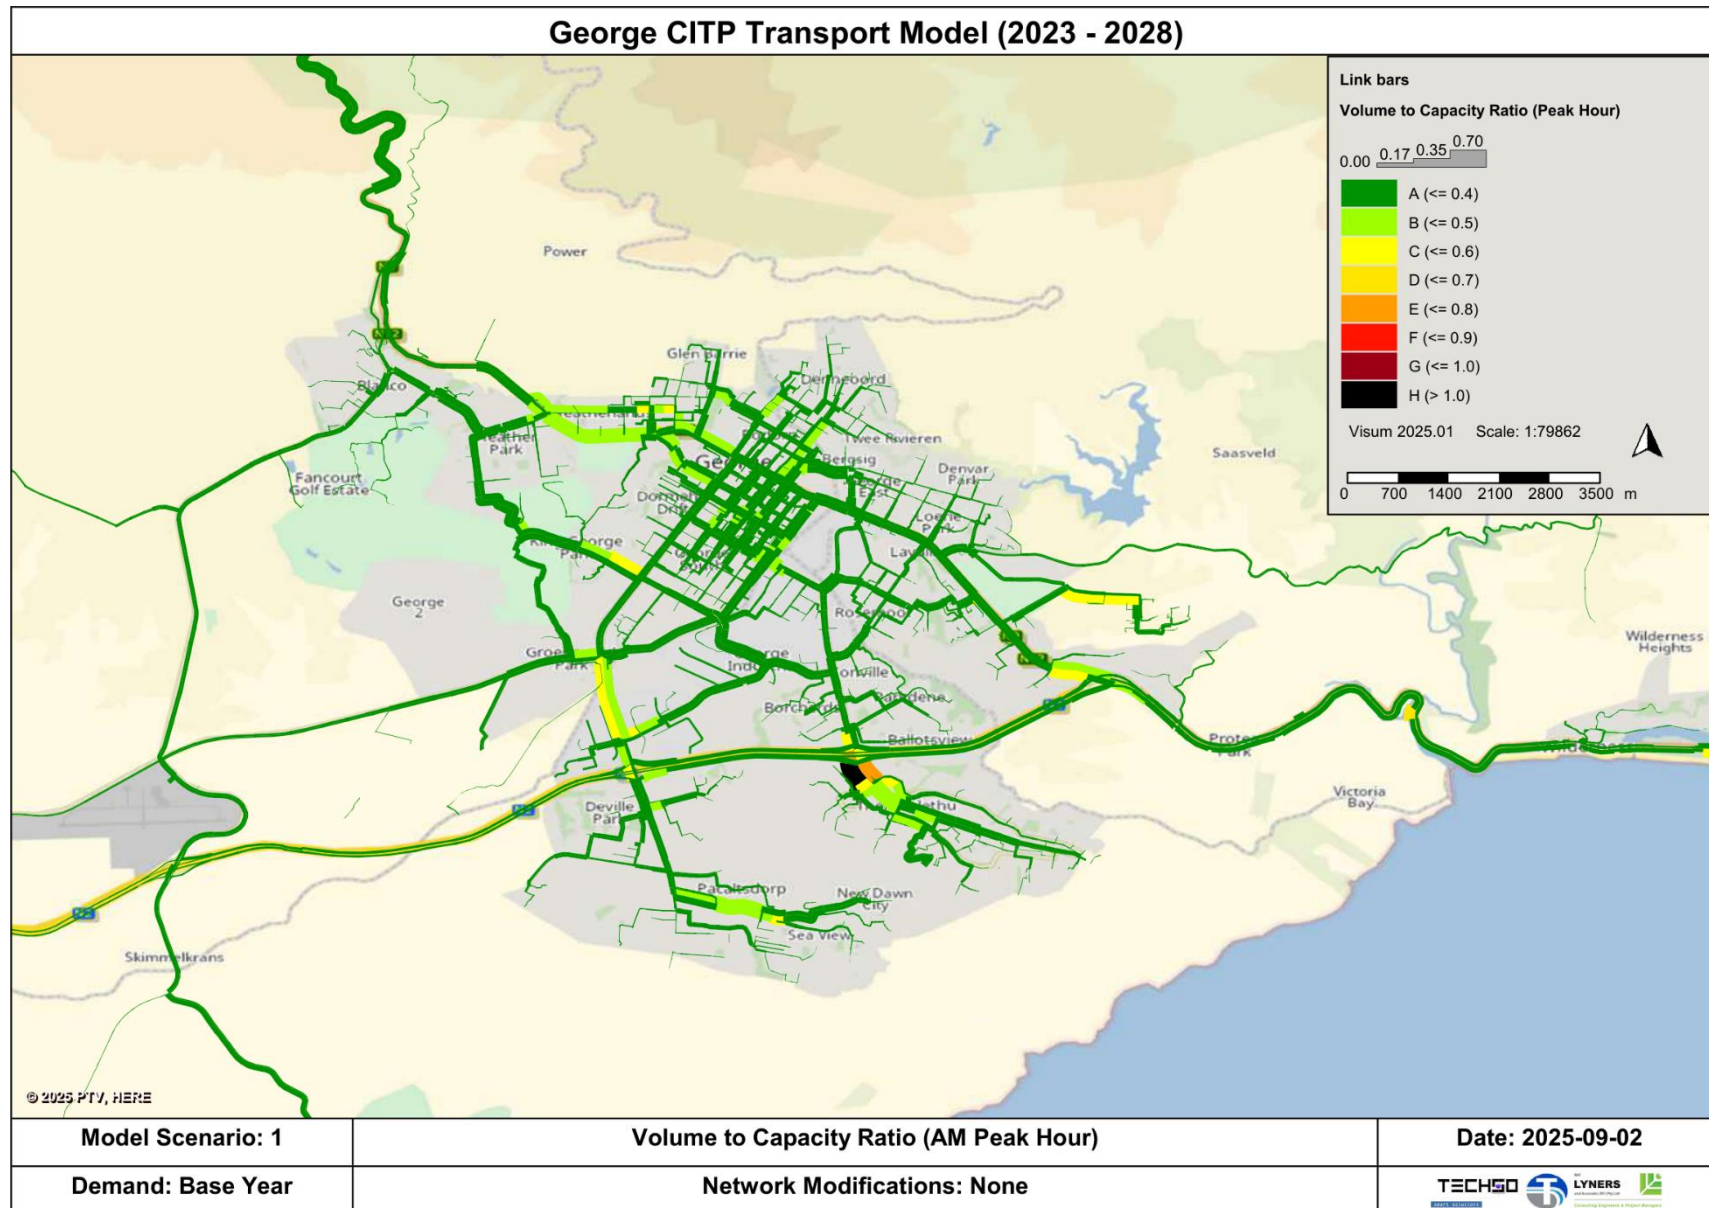 George CITP Transport Model (2023 - 2028)
Link bars
Volume to Capacity Ratio (Peak Hour)
0.00 0.17 0.35 0.70
A (<= 0.4)
B (<= 0.5)
C (<= 0.6)
D (<= 0.7)
E (<= 0.8)
F (<= 0.9)
G (<= 1.0)
H (> 1.0)
Visum 2025.01 Scale: 1:79862
0 700 1400 2100 2800 3500 m
Power
Glen Barrie
Blanco
Twee Rivieren
Heather
Park
George
Bergsig
Saasveld
Denvar
Park
George
East
Fancourt
Golf Estate
Loerie
Park
George
2
Wilderness
Heights
Borchards
Ballotsview
Victoria
Bay
Deville
Park
Pacaltsdorp
New Dawn
City
Sea View
Skimmelkrans
© 2025 PTV, HERE
Model Scenario: 1
Volume to Capacity Ratio (AM Peak Hour)
Date: 2025-09-02
Demand: Base Year
Network Modifications: None
TECHSO
LYNERS